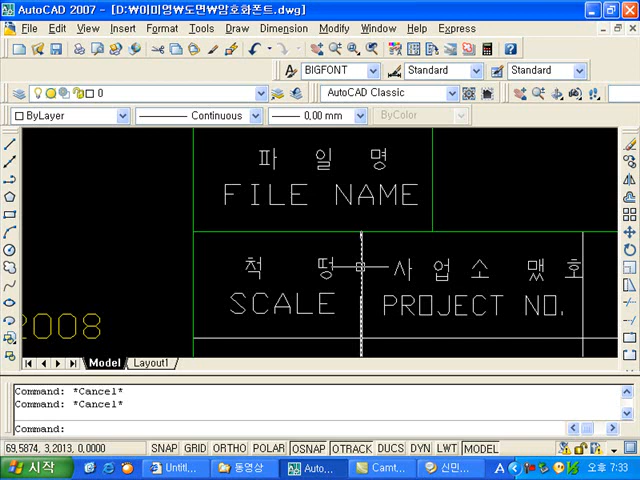 AutoCAD 2007 - [D:₩이미영₩도면₩암호화폰트.dwg]
File Edit View Insert Format Tools Draw Dimension Modify Window Help Express
0
BIGFONT Standard Standard
AutoCAD Classic
ByLayer Continuous 0,00 mm ByColor
파 일 명
FILE NAME
척 떵 사 업 소 맸 호
SCALE PROJECT NO.
2008
Model Layout1
Command: *Cancel*
Command: *Cancel*
Command:
69,5874, 3,2013, 0,0000 SNAP GRID ORTHO POLAR OSNAP OTRACK DUCS DYN LWT MODEL
시작 Untitl... 동영상 Auto... Camt... 신민... A 오후 7:33